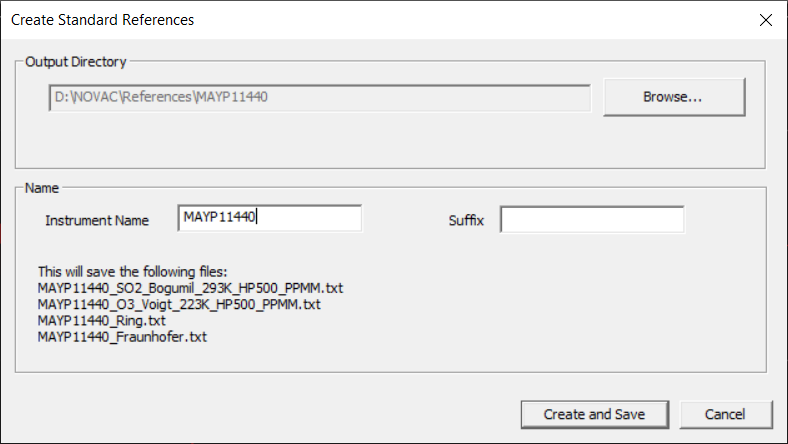 Create Standard References
Output Directory
D:\NOVAC\References\MAYP11440
Browse...
Name
Instrument Name
MAYP11440
Suffix
This will save the following files:
MAYP11440_SO2_Bogumil_293K_HP500_PPMM.txt
MAYP11440_O3_Voigt_223K_HP500_PPMM.txt
MAYP11440_Ring.txt
MAYP11440_Fraunhofer.txt
Create and Save
Cancel